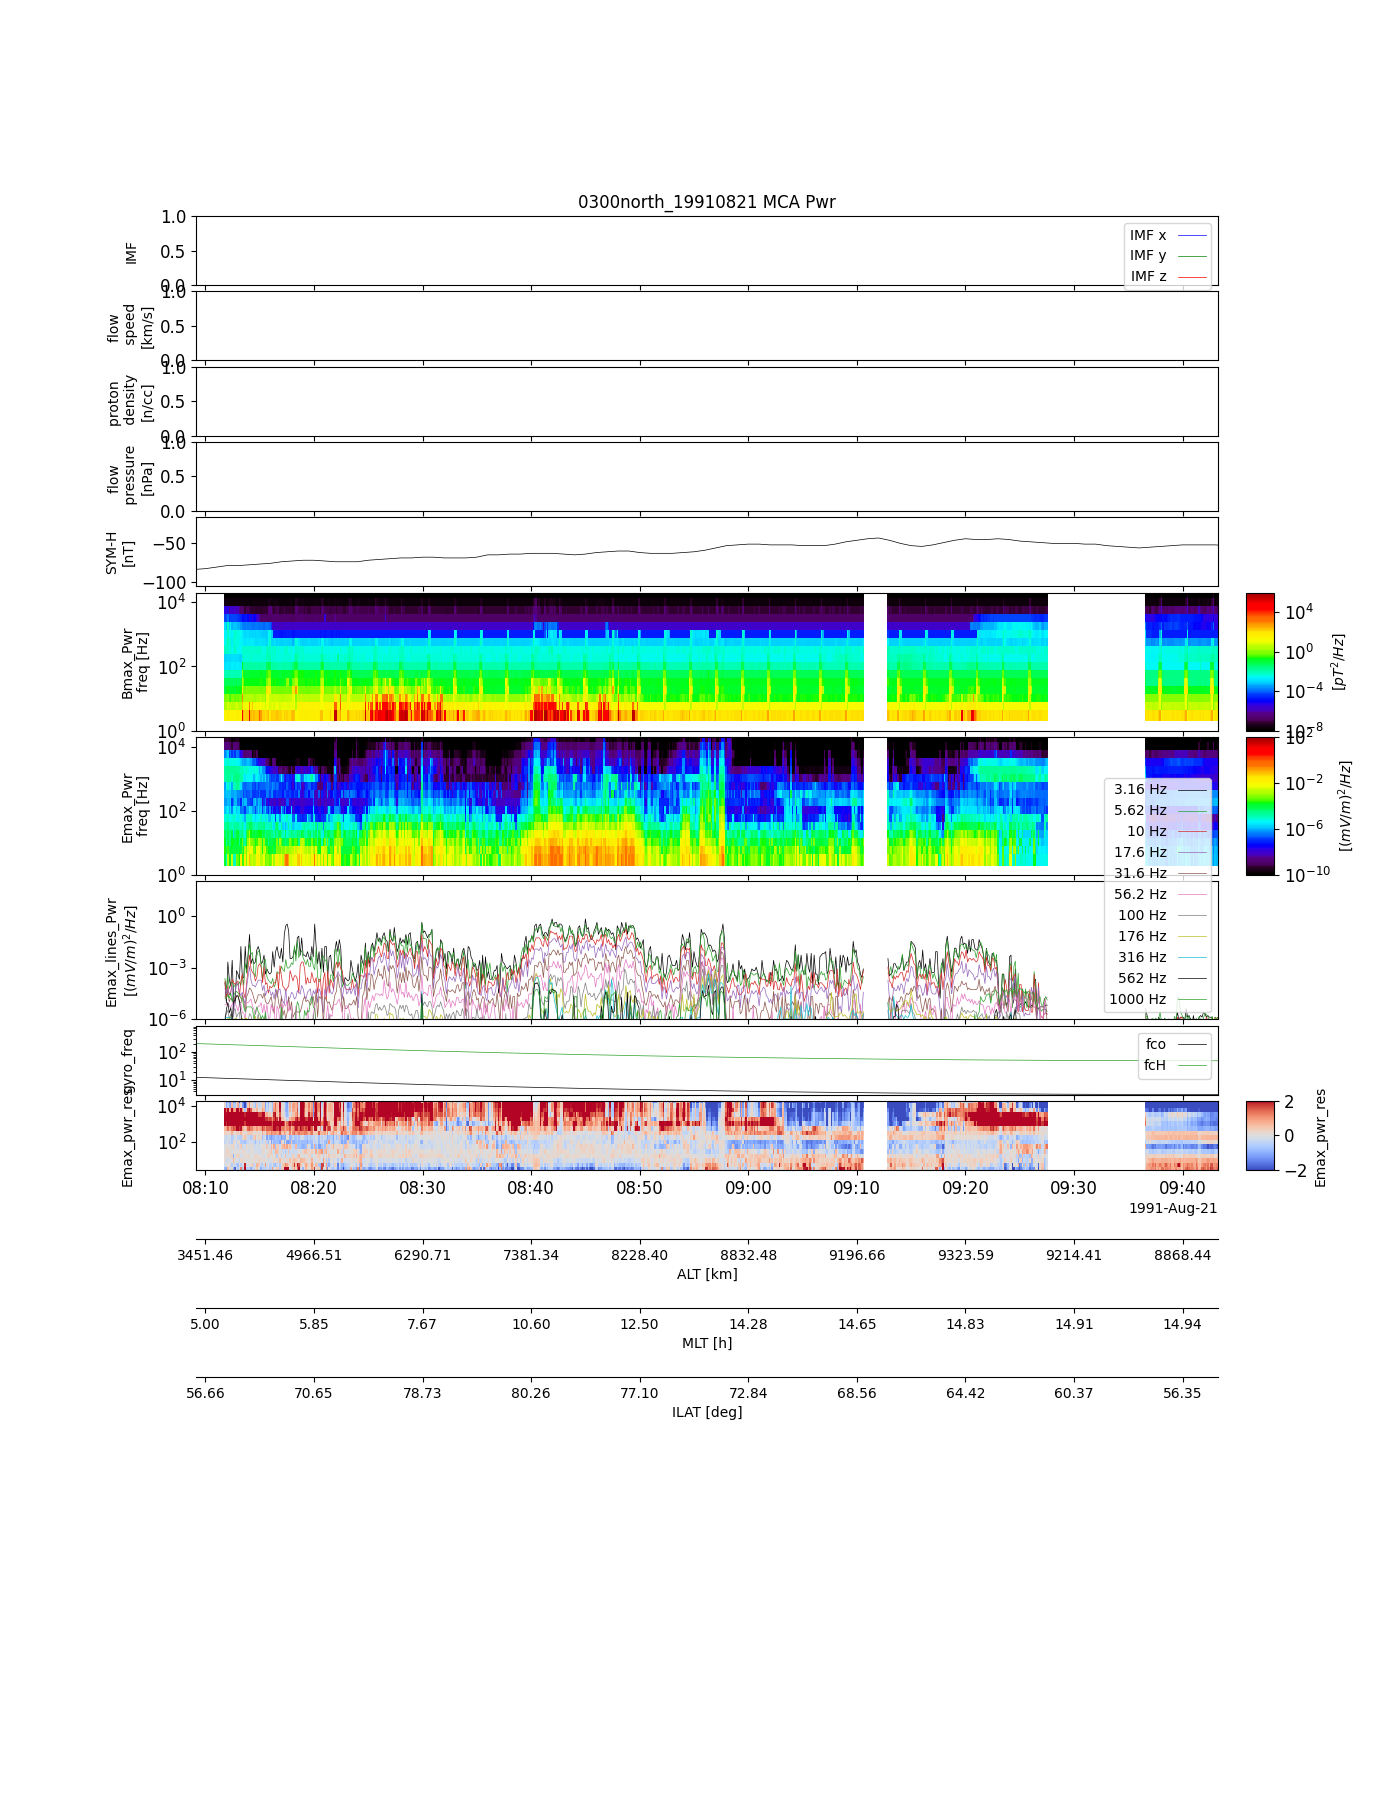 0300north_19910821 MCA Pwr
IMF
1.0
0.5
0.0
IMF x
IMF y
IMF z
flow
speed
[km/s]
1.0
0.5
0.0
proton
density
[n/cc]
1.0
0.5
0.0
flow
pressure
[nPa]
1.0
0.5
0.0
SYM-H
[nT]
−50
−100
Bmax_Pwr
freq [Hz]
10^4
10^2
10^0
10^4
10^0
10^−4
10^−8
[pT^2/Hz]
Emax_Pwr
freq [Hz]
10^4
10^2
10^0
10^2
10^−2
10^−6
10^−10
[(mV/m)^2/Hz]
Emax_lines_Pwr
[(mV/m)^2/Hz]
10^0
10^−3
10^−6
3.16 Hz
5.62 Hz
10 Hz
17.6 Hz
31.6 Hz
56.2 Hz
100 Hz
176 Hz
316 Hz
562 Hz
1000 Hz
gyro_freq
10^2
10^1
fco
fcH
Emax_pwr_res
10^4
10^2
2
0
−2
Emax_pwr_res
08:10 08:20 08:30 08:40 08:50 09:00 09:10 09:20 09:30 09:40
1991-Aug-21
3451.46 4966.51 6290.71 7381.34 8228.40 8832.48 9196.66 9323.59 9214.41 8868.44
ALT [km]
5.00 5.85 7.67 10.60 12.50 14.28 14.65 14.83 14.91 14.94
MLT [h]
56.66 70.65 78.73 80.26 77.10 72.84 68.56 64.42 60.37 56.35
ILAT [deg]